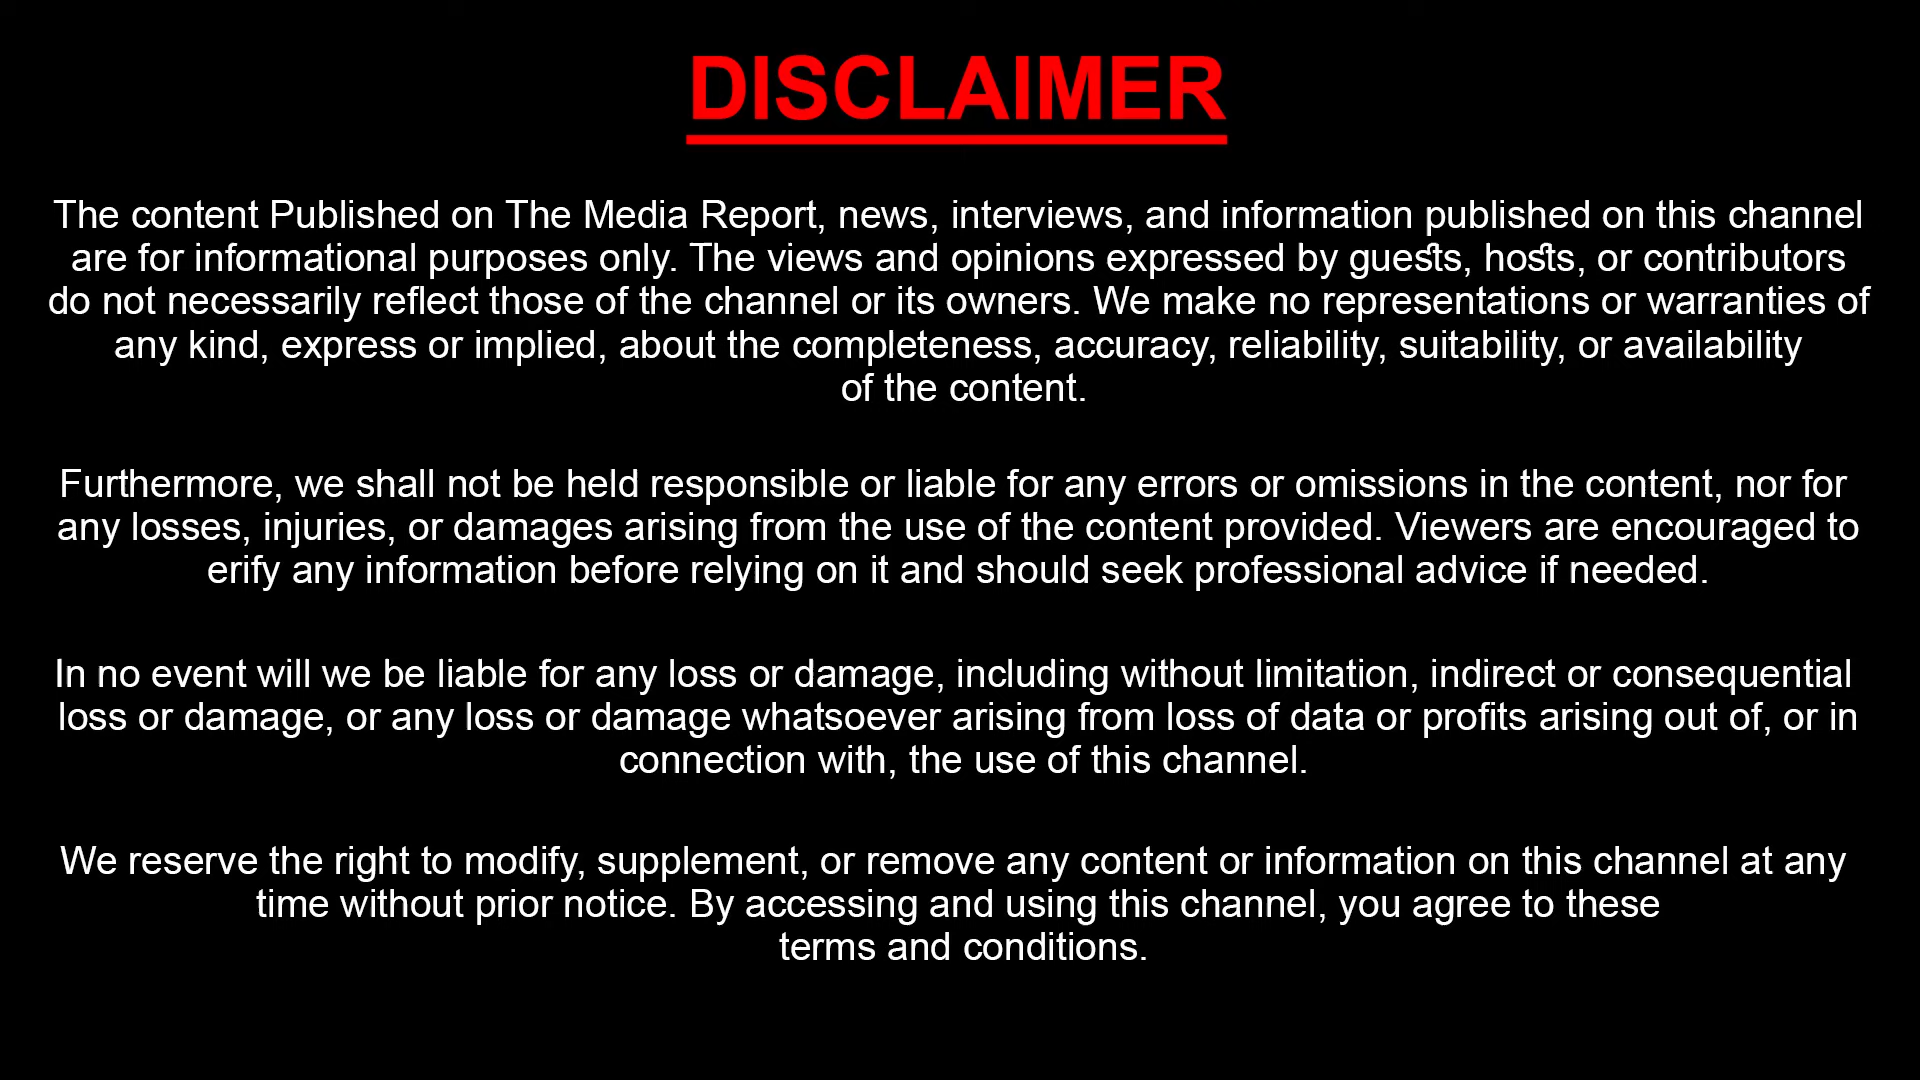 DISCLAIMER
The content Published on The Media Report, news, interviews, and information published on this channel
are for informational purposes only. The views and opinions expressed by guests, hosts, or contributors
do not necessarily reflect those of the channel or its owners. We make no representations or warranties of
any kind, express or implied, about the completeness, accuracy, reliability, suitability, or availability
of the content.
Furthermore, we shall not be held responsible or liable for any errors or omissions in the content, nor for
any losses, injuries, or damages arising from the use of the content provided. Viewers are encouraged to
erify any information before relying on it and should seek professional advice if needed.
In no event will we be liable for any loss or damage, including without limitation, indirect or consequential
loss or damage, or any loss or damage whatsoever arising from loss of data or profits arising out of, or in
connection with, the use of this channel.
We reserve the right to modify, supplement, or remove any content or information on this channel at any
time without prior notice. By accessing and using this channel, you agree to these
terms and conditions.